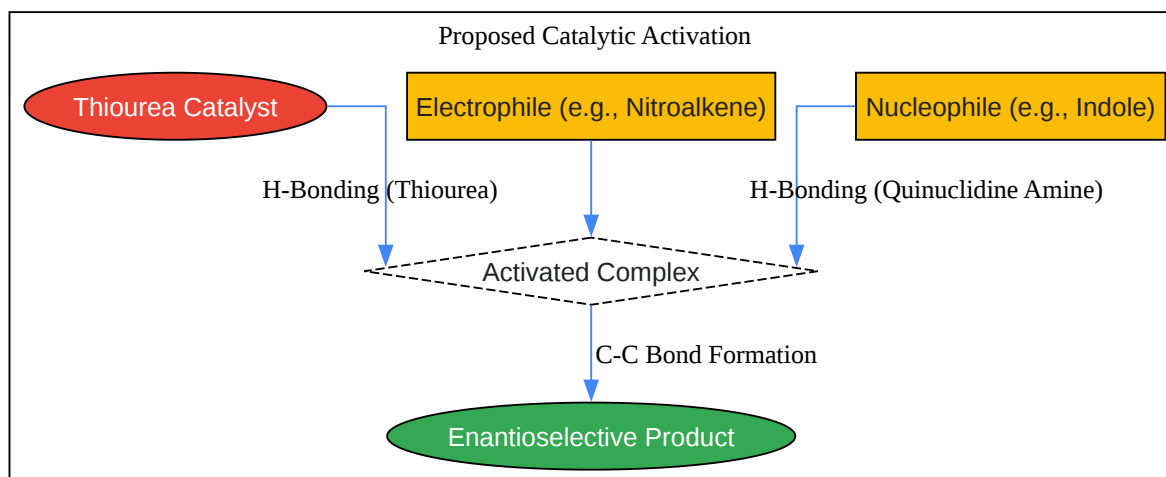 Proposed Catalytic Activation
Thiourea Catalyst
Electrophile (e.g., Nitroalkene)
Nucleophile (e.g., Indole)
H-Bonding (Thiourea)
H-Bonding (Quinuclidine Amine)
Activated Complex
C-C Bond Formation
Enantioselective Product